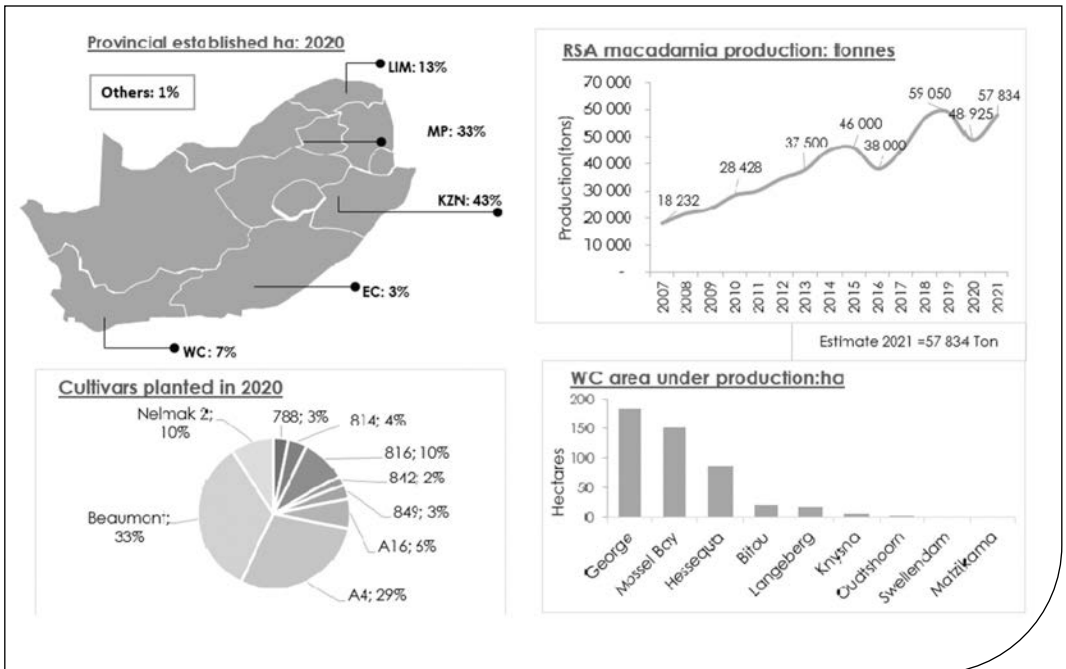 Provincial established ha: 2020
Others: 1%
LIM: 13%
MP: 33%
KZN: 43%
EC: 3%
WC: 7%
RSA macadamia production: tonnes
Production(tons)
70 000
60 000
50 000
40 000
30 000
20 000
10 000
-
18 232
28 428
37 500
46 000
38 000
59 050
48 925
57 834
2007
2008
2009
2010
2011
2012
2013
2014
2015
2016
2017
2018
2019
2020
2021
Estimate 2021 =57 834 Ton
Cultivars planted in 2020
Nelmak 2;
10%
788; 3%
814; 4%
816; 10%
842; 2%
849; 3%
A16; 6%
A4; 29%
Beaumont;
33%
WC area under production:ha
Hectares
200
150
100
50
0
George
Mossel Bay
Hessequa
Bitou
Langeberg
Knysna
Oudtshoorn
Swellendam
Matzikama